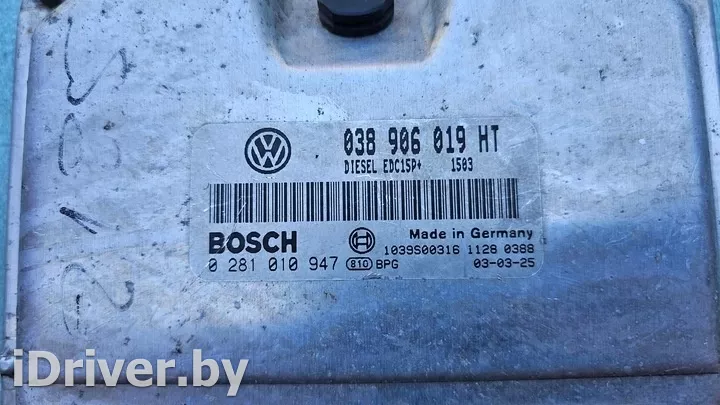 038 906 019 HT
DIESEL EDC15P+ 1503
BOSCH
Made in Germany
1039S00316 1128 0388
0 281 010 947 810 BPG 03-03-25
iDriver.by